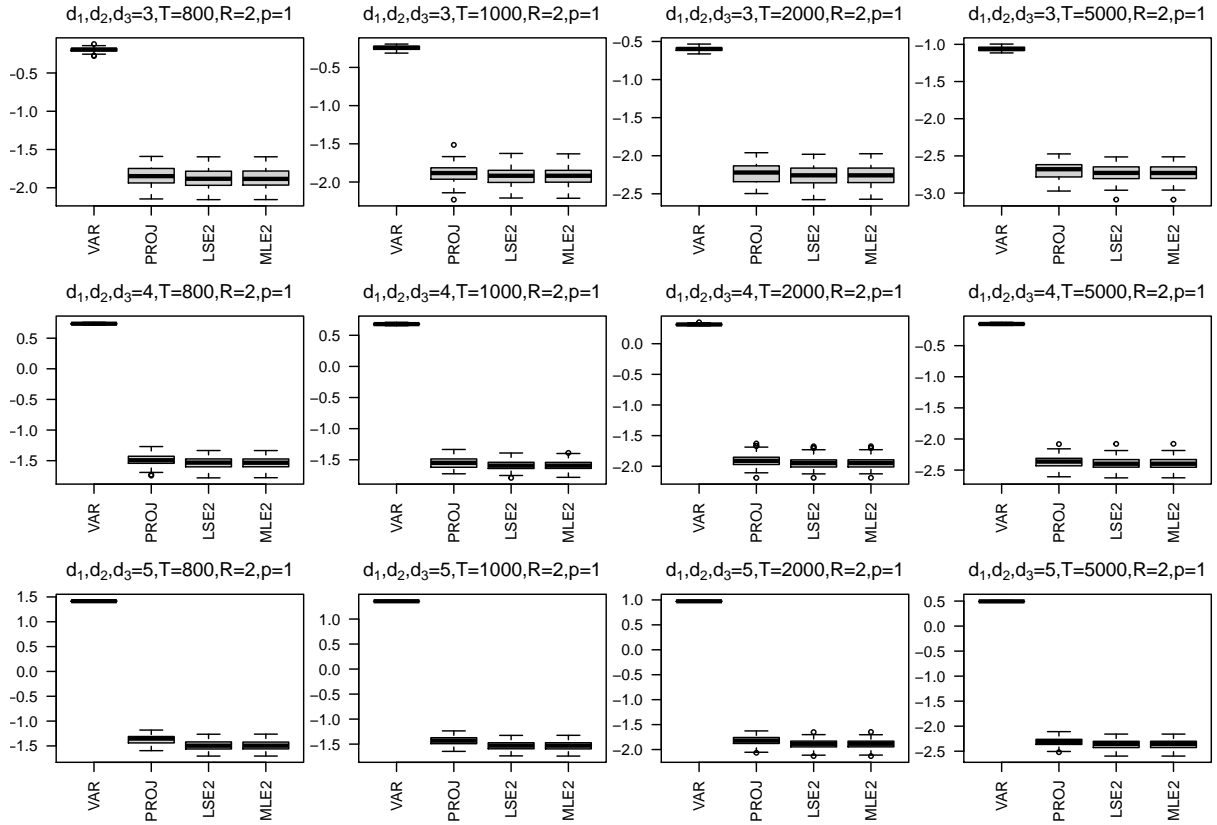 d₁,d₂,d₃=3,T=800,R=2,p=1
−0.5
−1.0
−1.5
−2.0
VAR
PROJ
LSE2
MLE2
d₁,d₂,d₃=3,T=1000,R=2,p=1
−0.5
−1.0
−1.5
−2.0
VAR
PROJ
LSE2
MLE2
d₁,d₂,d₃=3,T=2000,R=2,p=1
−0.5
−1.0
−1.5
−2.0
−2.5
VAR
PROJ
LSE2
MLE2
d₁,d₂,d₃=3,T=5000,R=2,p=1
−1.0
−1.5
−2.0
−2.5
−3.0
VAR
PROJ
LSE2
MLE2
d₁,d₂,d₃=4,T=800,R=2,p=1
0.5
0.0
−0.5
−1.0
−1.5
VAR
PROJ
LSE2
MLE2
d₁,d₂,d₃=4,T=1000,R=2,p=1
0.5
0.0
−0.5
−1.0
−1.5
VAR
PROJ
LSE2
MLE2
d₁,d₂,d₃=4,T=2000,R=2,p=1
0.0
−0.5
−1.0
−1.5
−2.0
VAR
PROJ
LSE2
MLE2
d₁,d₂,d₃=4,T=5000,R=2,p=1
−0.5
−1.0
−1.5
−2.0
−2.5
VAR
PROJ
LSE2
MLE2
d₁,d₂,d₃=5,T=800,R=2,p=1
1.5
1.0
0.5
0.0
−0.5
−1.0
−1.5
VAR
PROJ
LSE2
MLE2
d₁,d₂,d₃=5,T=1000,R=2,p=1
1.0
0.5
0.0
−0.5
−1.0
−1.5
VAR
PROJ
LSE2
MLE2
d₁,d₂,d₃=5,T=2000,R=2,p=1
1.0
0.5
0.0
−0.5
−1.0
−1.5
−2.0
VAR
PROJ
LSE2
MLE2
d₁,d₂,d₃=5,T=5000,R=2,p=1
0.5
0.0
−0.5
−1.0
−1.5
−2.0
−2.5
VAR
PROJ
LSE2
MLE2